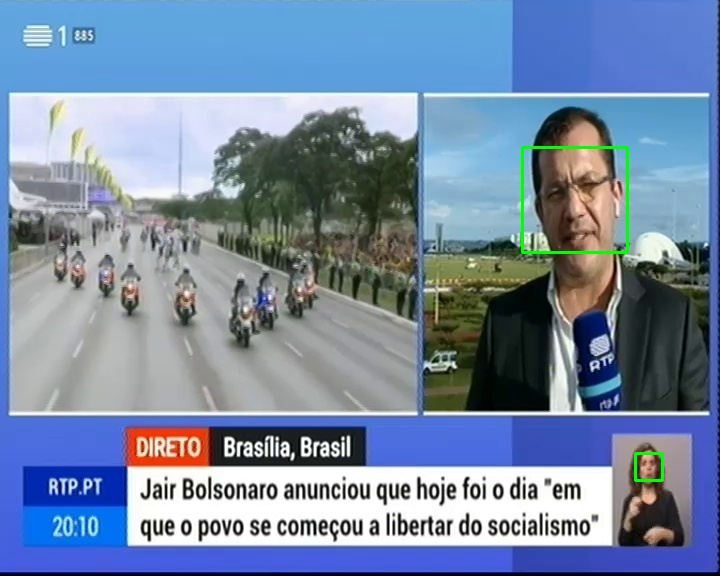 1 885
RTP
DIRETO Brasília, Brasil
RTP.PT
20:10
Jair Bolsonaro anunciou que hoje foi o dia "em
que o povo se começou a libertar do socialismo"